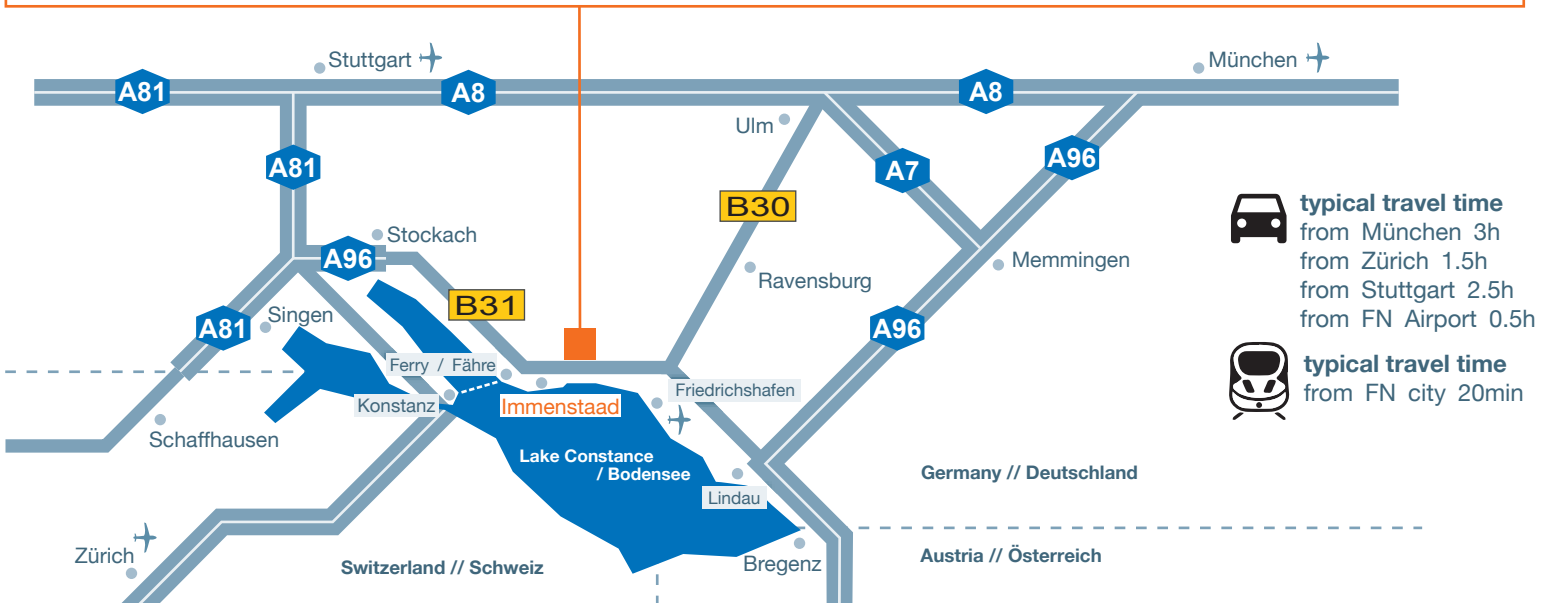 Stuttgart
München
A81
A8
A8
Ulm
A81
A7
A96
B30
Stockach
A96
Memmingen
Ravensburg
B31
Singen
A81
A96
Ferry / Fähre
Friedrichshafen
Konstanz
Immenstaad
Schaffhausen
Lake Constance
/ Bodensee
Lindau
Germany // Deutschland
Zürich
Switzerland // Schweiz
Bregenz
Austria // Österreich
typical travel time
from München 3h
from Zürich 1.5h
from Stuttgart 2.5h
from FN Airport 0.5h
typical travel time
from FN city 20min